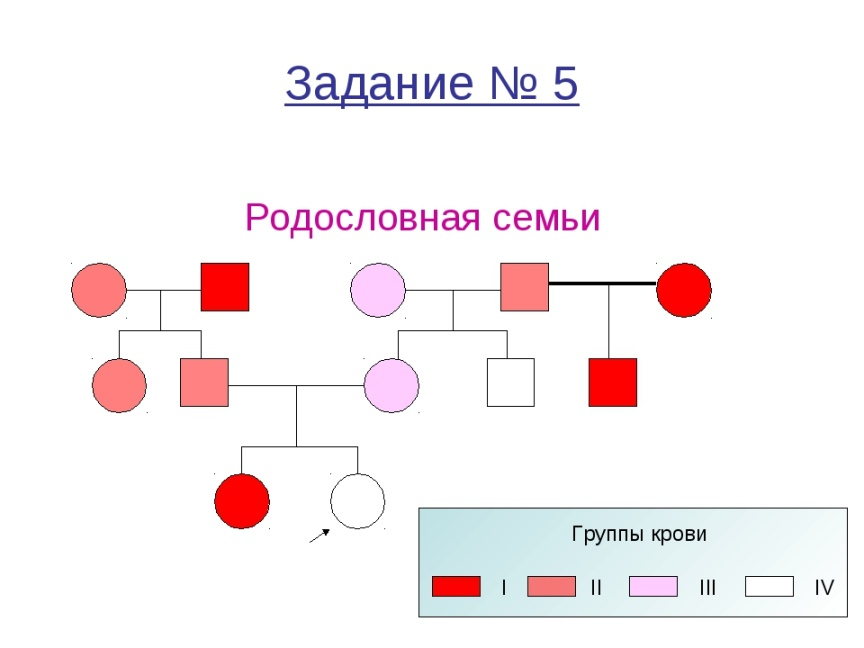 Задание № 5
Родословная семьи
Группы крови
I II III IV